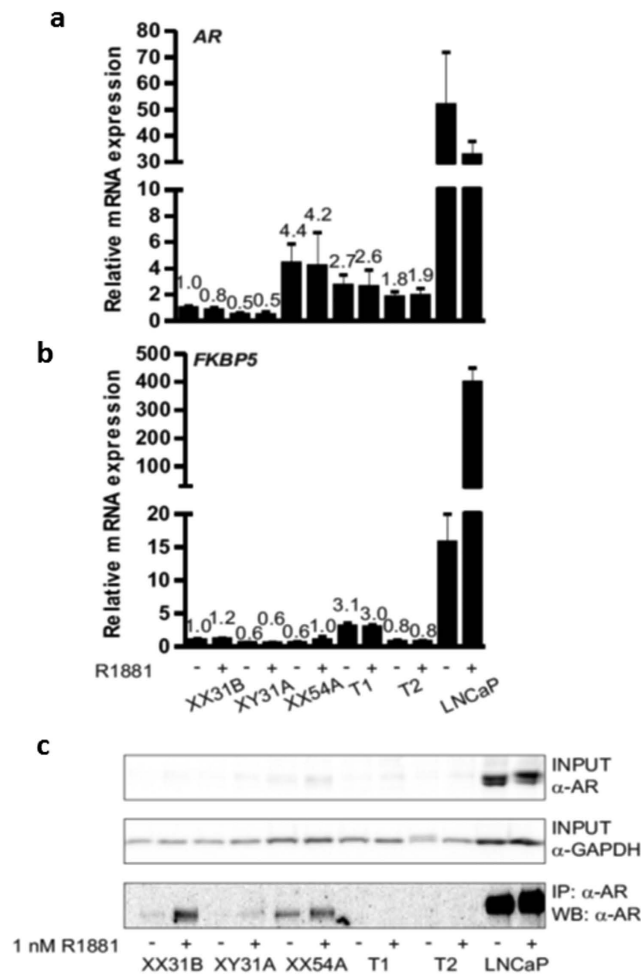 a
AR
Relative mRNA expression
80
70
60
50
40
30
10
8
6
4
2
0
1.0 0.8 0.5 0.5 4.4 4.2 2.7 2.6 1.8 1.9
b
FKBP5
Relative mRNA expression
500
400
300
200
100
20
15
10
5
0
1.0 1.2 0.6 0.6 0.6 1.0 3.1 3.0 0.8 0.8
R1881 - + - + - + - + - + - +
XX31B XY31A XX54A T1 T2 LNCaP
c
INPUT
α-AR
INPUT
α-GAPDH
IP: α-AR
WB: α-AR
1 nM R1881 - + - + - + - + - + - +
XX31B XY31A XX54A T1 T2 LNCaP